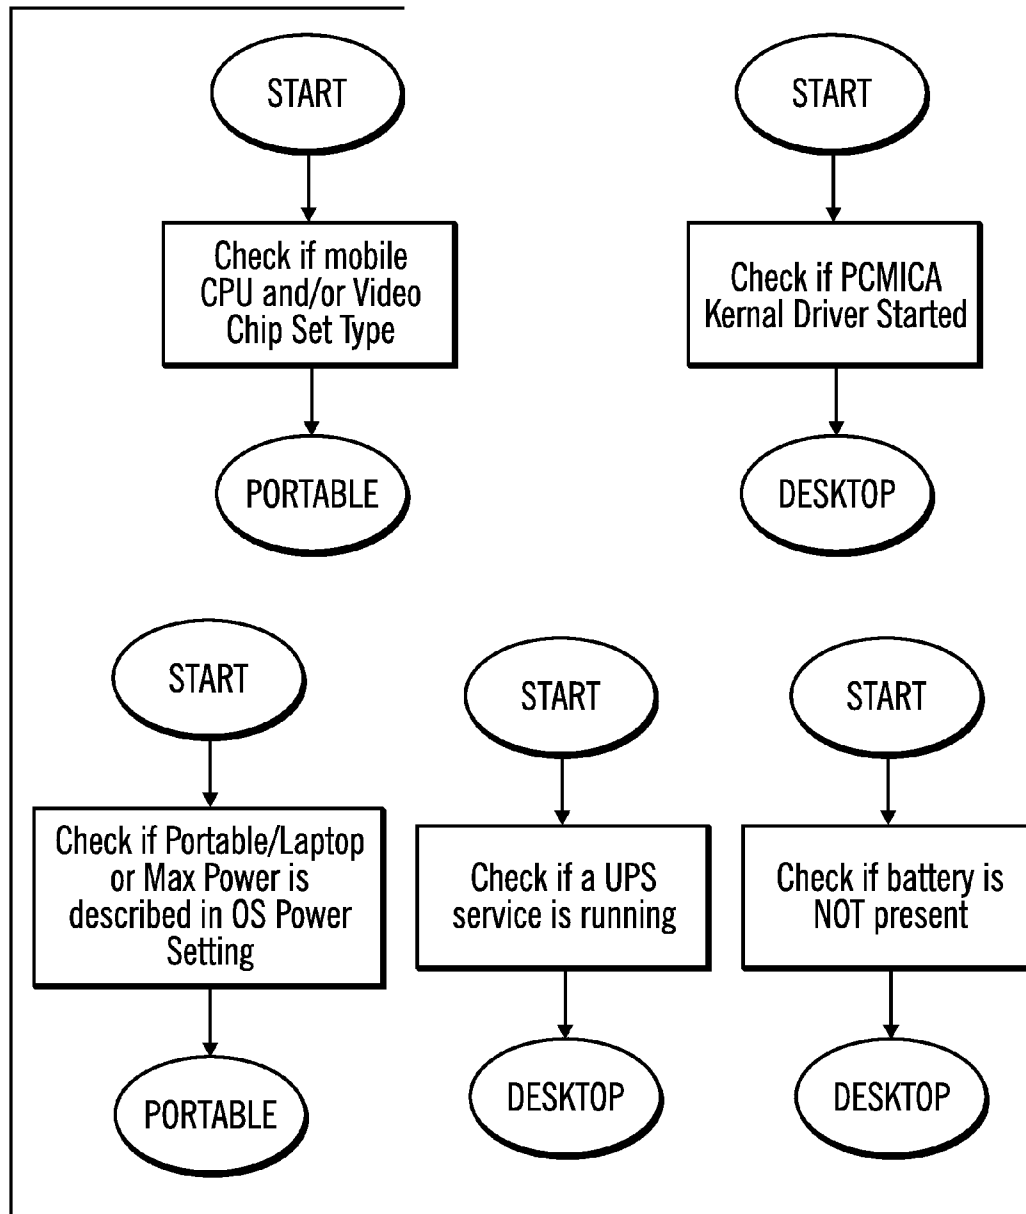 START
Check if mobile
CPU and/or Video
Chip Set Type
PORTABLE
START
Check if PCMICA
Kernal Driver Started
DESKTOP
START
Check if Portable/Laptop
or Max Power is
described in OS Power
Setting
PORTABLE
START
Check if a UPS
service is running
DESKTOP
START
Check if battery is
NOT present
DESKTOP